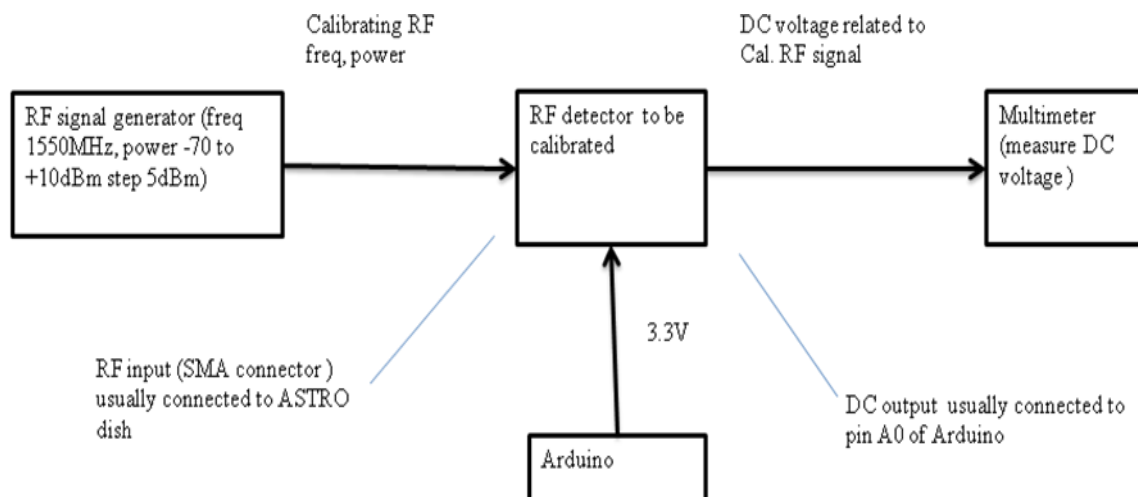 Calibrating RF
freq, power
DC voltage related to
Cal. RF signal
RF signal generator (freq
1550MHz, power -70 to
+10dBm step 5dBm)
RF detector to be
calibrated
Multimeter
(measure DC
voltage )
3.3V
RF input (SMA connector )
usually connected to ASTRO
dish
DC output usually connected to
pin A0 of Arduino
Arduino